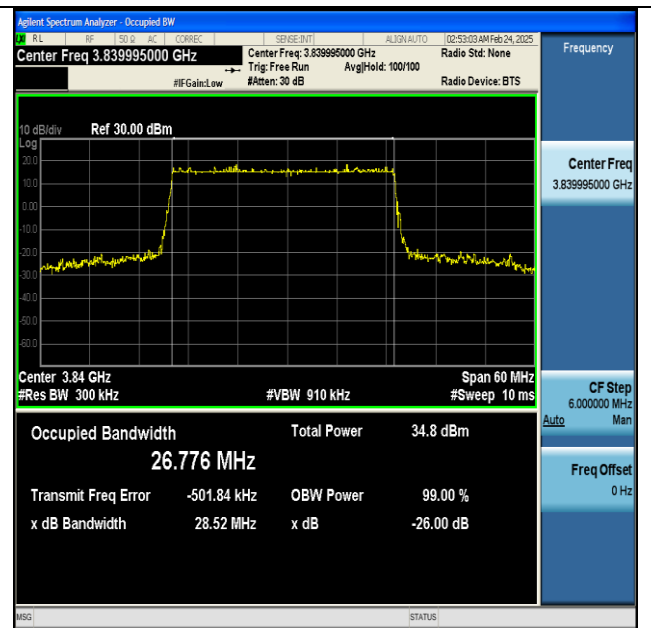 Agilent Spectrum Analyzer - Occupied BW
RL RF 50 Ω AC CORREC SENSE:INT ALIGN AUTO 02:53:03 AM Feb 24, 2025
Center Freq 3.839995000 GHz
Center Freq: 3.839995000 GHz Radio Std: None
Trig: Free Run Avg|Hold: 100/100
#IFGain:Low #Atten: 30 dB Radio Device: BTS
10 dB/div Ref 30.00 dBm
Log
20.0
10.0
0.00
-10.0
-20.0
-30.0
-40.0
-50.0
-60.0
Center 3.84 GHz Span 60 MHz
#Res BW 300 kHz #VBW 910 kHz #Sweep 10 ms
Occupied Bandwidth Total Power 34.8 dBm
26.776 MHz
Transmit Freq Error -501.84 kHz OBW Power 99.00 %
x dB Bandwidth 28.52 MHz x dB -26.00 dB
MSG STATUS
Frequency
Center Freq
3.839995000 GHz
CF Step
6.000000 MHz
Auto Man
Freq Offset
0 Hz